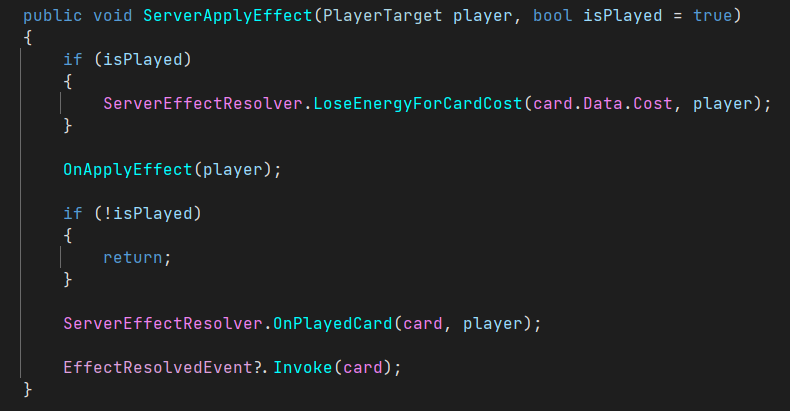 public void ServerApplyEffect(PlayerTarget player, bool isPlayed = true)
{
    if (isPlayed)
    {
        ServerEffectResolver.LoseEnergyForCardCost(card.Data.Cost, player);
    }

    OnApplyEffect(player);

    if (!isPlayed)
    {
        return;
    }

    ServerEffectResolver.OnPlayedCard(card, player);

    EffectResolvedEvent?.Invoke(card);
}